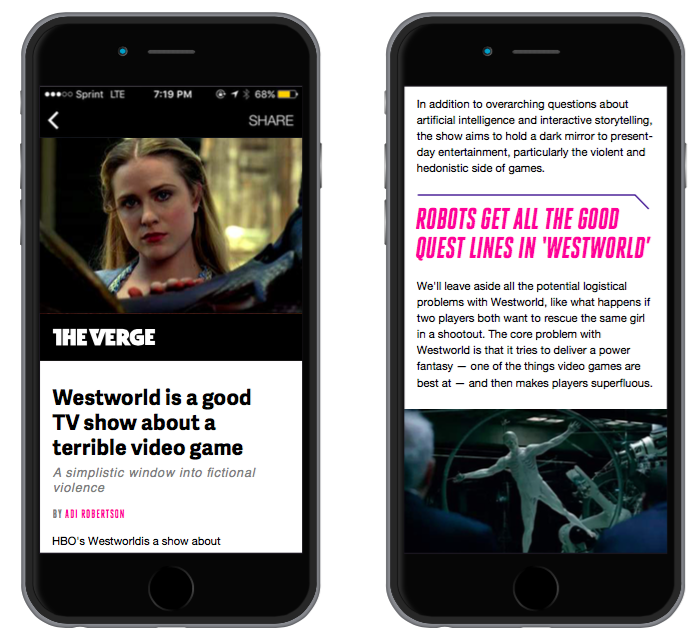 Sprint LTE 7:19 PM 68%
SHARE
THE VERGE
Westworld is a good
TV show about a
terrible video game
A simplistic window into fictional
violence
BY ADI ROBERTSON
HBO's Westworldis a show about
In addition to overarching questions about
artificial intelligence and interactive storytelling,
the show aims to hold a dark mirror to present-
day entertainment, particularly the violent and
hedonistic side of games.
ROBOTS GET ALL THE GOOD
QUEST LINES IN 'WESTWORLD'
We'll leave aside all the potential logistical
problems with Westworld, like what happens if
two players both want to rescue the same girl
in a shootout. The core problem with
Westworld is that it tries to deliver a power
fantasy — one of the things video games are
best at — and then makes players superfluous.